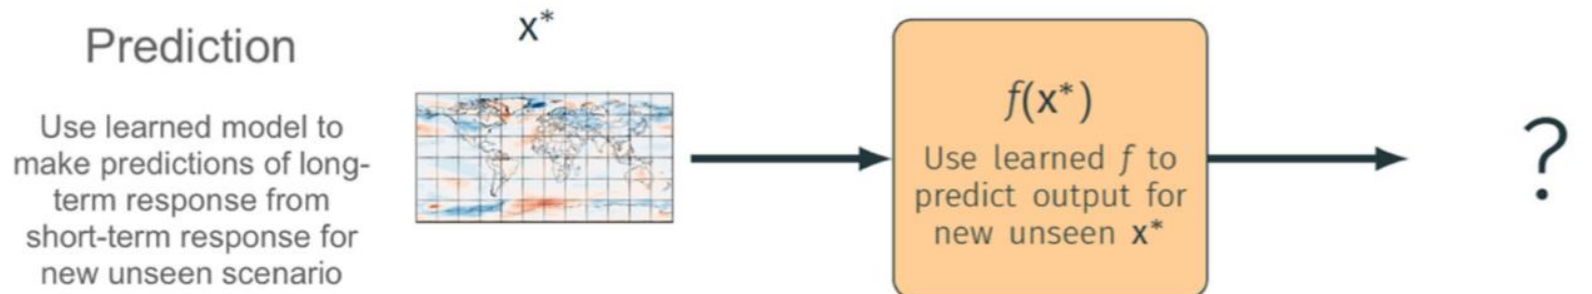 Prediction
Use learned model to
make predictions of long-
term response from
short-term response for
new unseen scenario
x*
f(x*)
Use learned f to
predict output for
new unseen x*
?